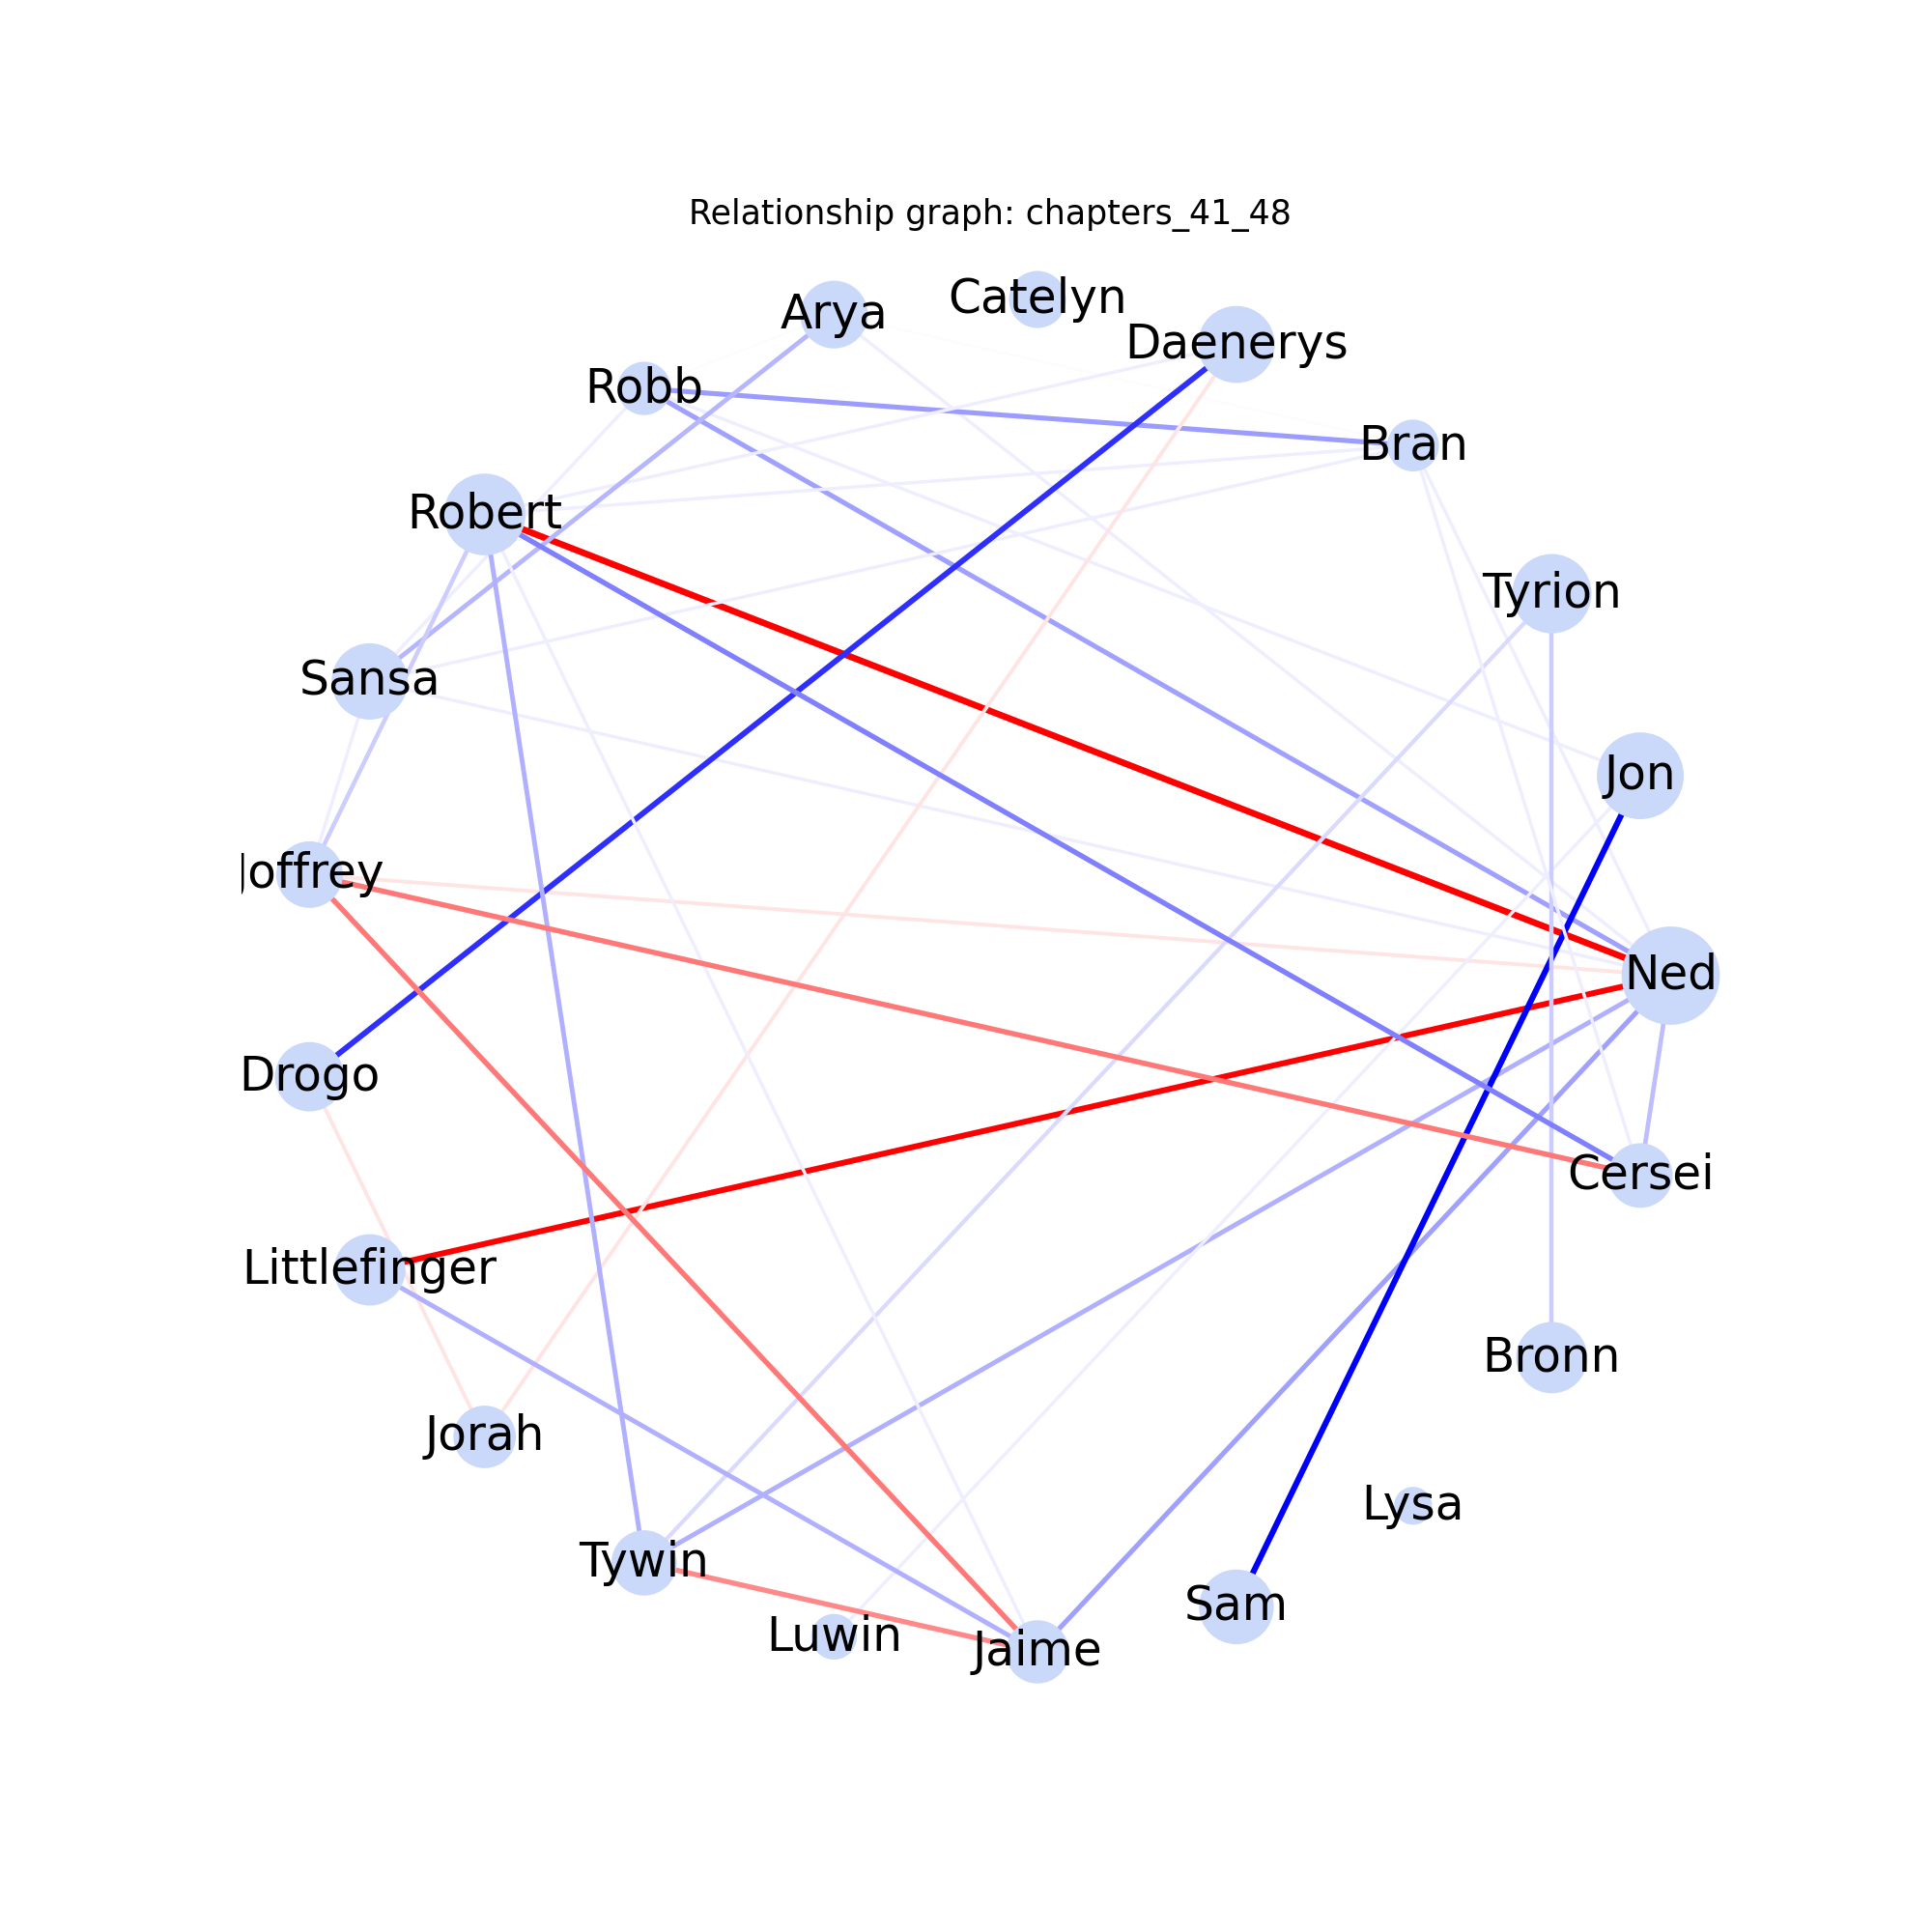 Relationship graph: chapters_41_48
Catelyn
Arya
Daenerys
Robb
Bran
Robert
Tyrion
Sansa
Jon
Joffrey
Ned
Drogo
Cersei
Littlefinger
Bronn
Jorah
Lysa
Tywin
Sam
Luwin
Jaime